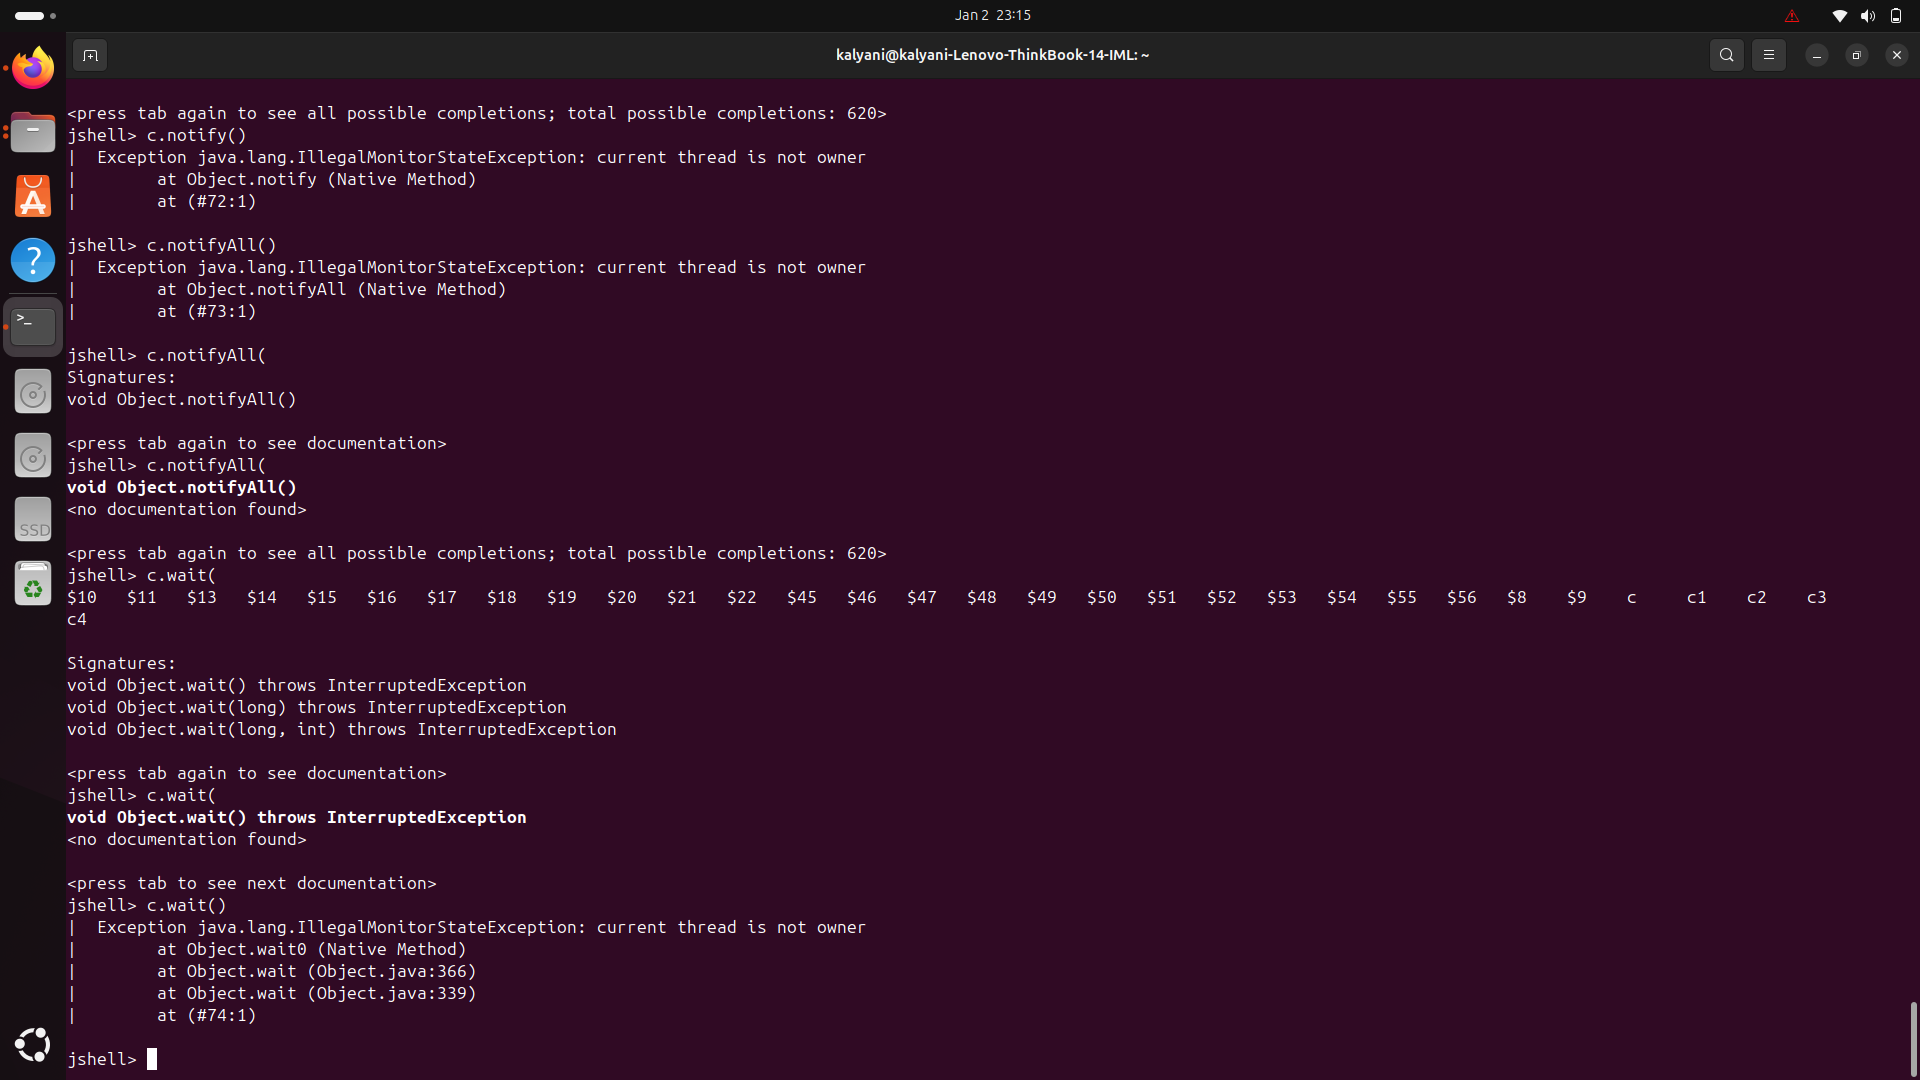 Jan 2  23:15
kalyani@kalyani-Lenovo-ThinkBook-14-IML: ~
<press tab again to see all possible completions; total possible completions: 620>
jshell> c.notify()
|  Exception java.lang.IllegalMonitorStateException: current thread is not owner
|        at Object.notify (Native Method)
|        at (#72:1)
jshell> c.notifyAll()
|  Exception java.lang.IllegalMonitorStateException: current thread is not owner
|        at Object.notifyAll (Native Method)
|        at (#73:1)
jshell> c.notifyAll(
Signatures:
void Object.notifyAll()
<press tab again to see documentation>
jshell> c.notifyAll(
void Object.notifyAll()
<no documentation found>
<press tab again to see all possible completions; total possible completions: 620>
jshell> c.wait(
$10   $11   $13   $14   $15   $16   $17   $18   $19   $20   $21   $22   $45   $46   $47   $48   $49   $50   $51   $52   $53   $54   $55   $56   $8    $9    c     c1    c2    c3
c4
Signatures:
void Object.wait() throws InterruptedException
void Object.wait(long) throws InterruptedException
void Object.wait(long, int) throws InterruptedException
<press tab again to see documentation>
jshell> c.wait(
void Object.wait() throws InterruptedException
<no documentation found>
<press tab to see next documentation>
jshell> c.wait()
|  Exception java.lang.IllegalMonitorStateException: current thread is not owner
|        at Object.wait0 (Native Method)
|        at Object.wait (Object.java:366)
|        at Object.wait (Object.java:339)
|        at (#74:1)
jshell>
SSD